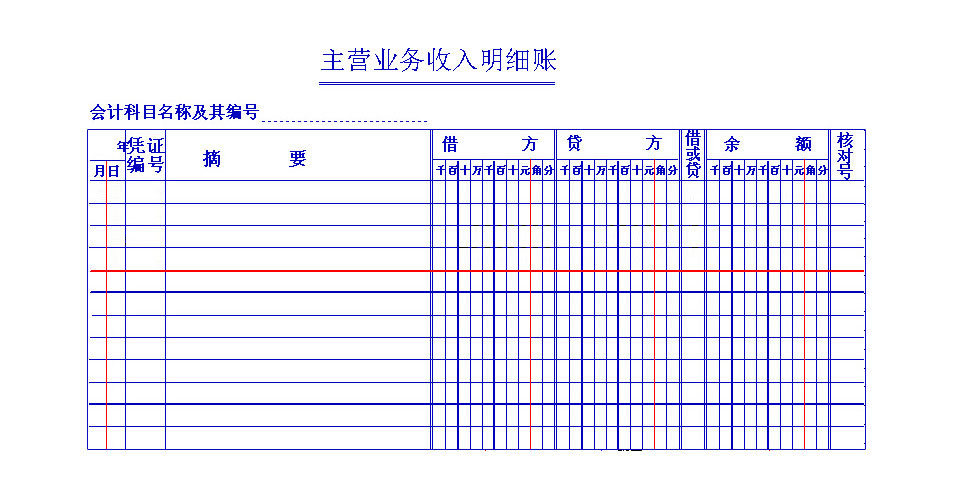 主营业务收入明细账
会计科目名称及其编号
年 凭证编号 摘要 借方 贷方 借或贷 余额 核对号
月 日 千百十万千百十元角分 千百十万千百十元角分 千百十万千百十元角分